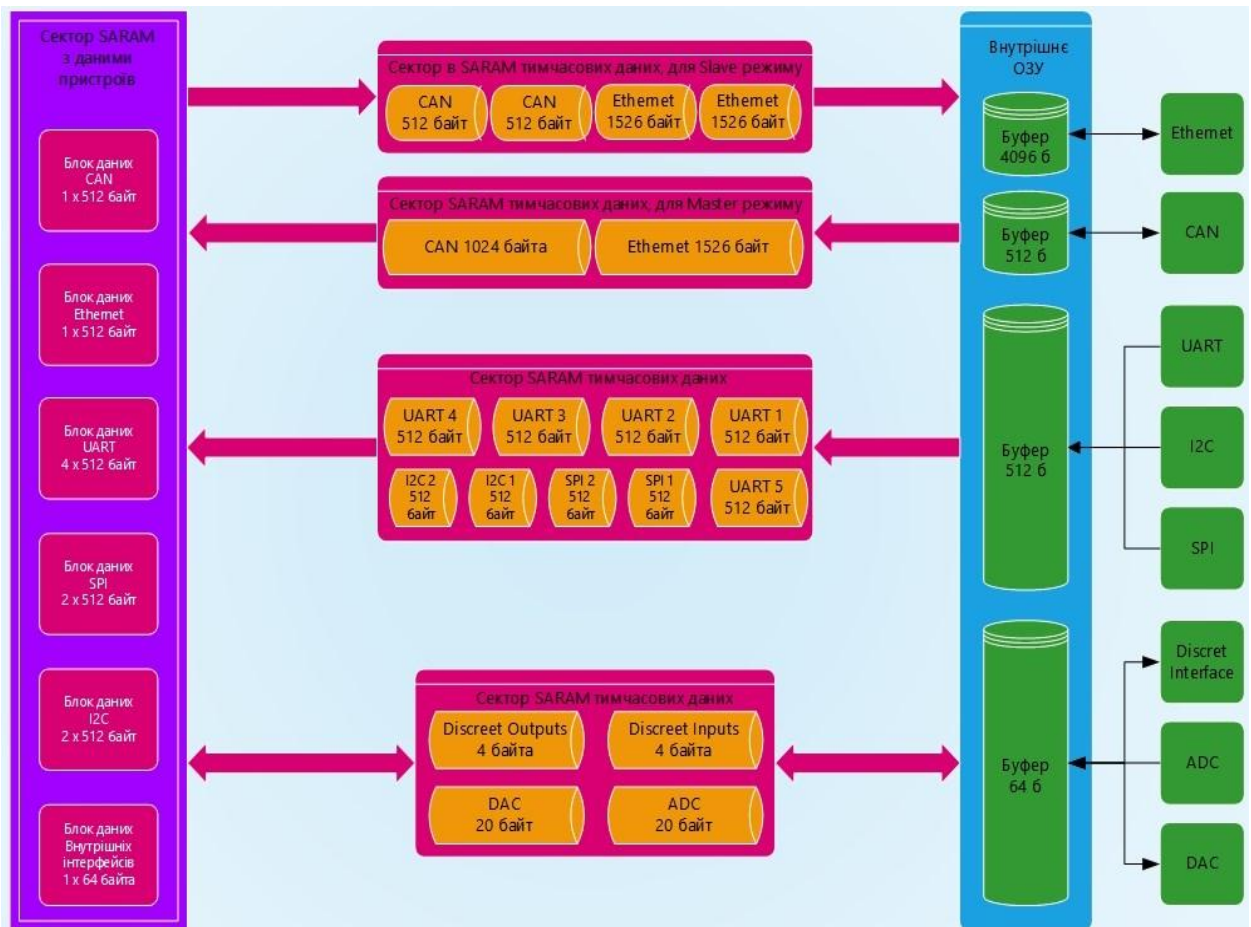 Сектор SARAM
з даними
пристроїв
Блок даних
CAN
1 x 512 байт
Блок даних
Ethernet
1 x 512 байт
Блок даних
UART
4 x 512 байт
Блок даних
SPI
2 x 512 байт
Блок даних
I2C
2 x 512 байт
Блок даних
Внутрішніх
інтерфейсів
1 x 64 байта
Сектор в SARAM тимчасових даних, для Slave режиму
CAN
512 байт
CAN
512 байт
Ethernet
1526 байт
Ethernet
1526 байт
Сектор SARAM тимчасових даних, для Master режиму
CAN 1024 байта
Ethernet 1526 байт
Сектор SARAM тимчасових даних
UART 4
512 байт
UART 3
512 байт
UART 2
512 байт
UART 1
512 байт
I2C 2
512
байт
I2C 1
512
байт
SPI 2
512
байт
SPI 1
512
байт
UART 5
512 байт
Сектор SARAM тимчасових даних
Discreet Outputs
4 байта
Discreet Inputs
4 байта
DAC
20 байт
ADC
20 байт
Внутрішнє
ОЗУ
Буфер
4096 б
Буфер
512 б
Буфер
512 б
Буфер
64 б
Ethernet
CAN
UART
I2C
SPI
Discret
Interface
ADC
DAC